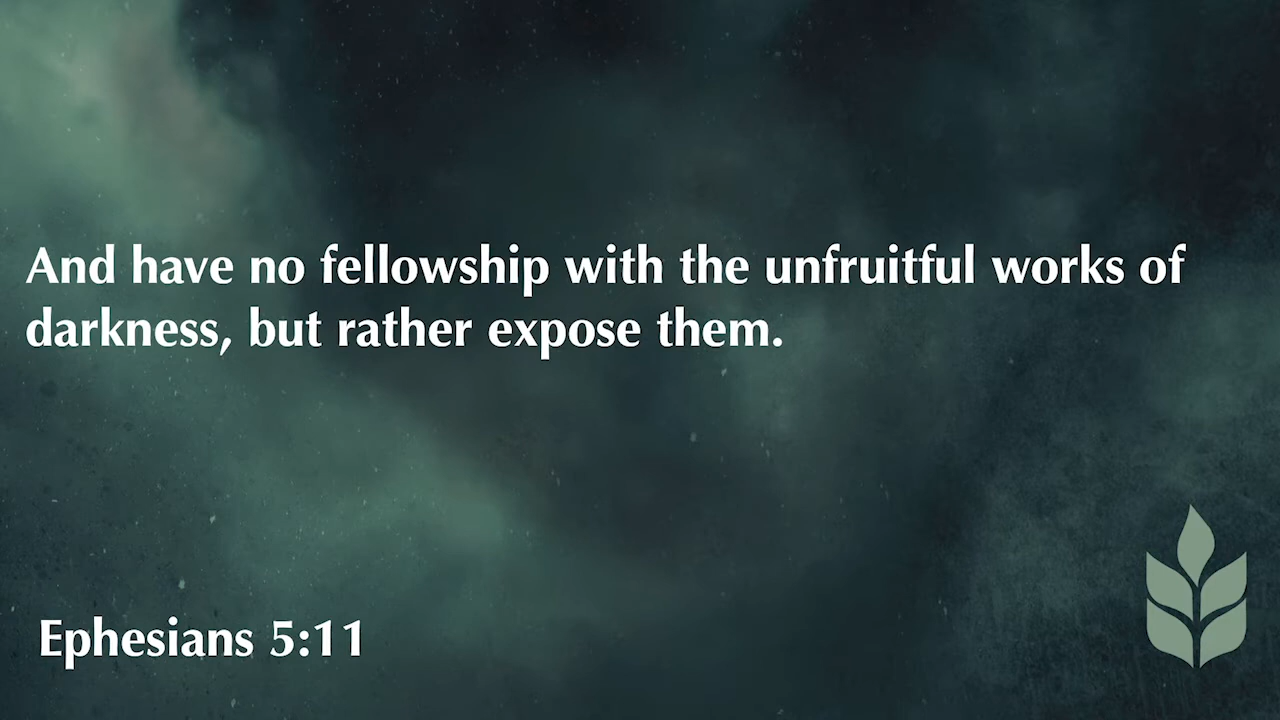 And have no fellowship with the unfruitful works of
darkness, but rather expose them.
Ephesians 5:11